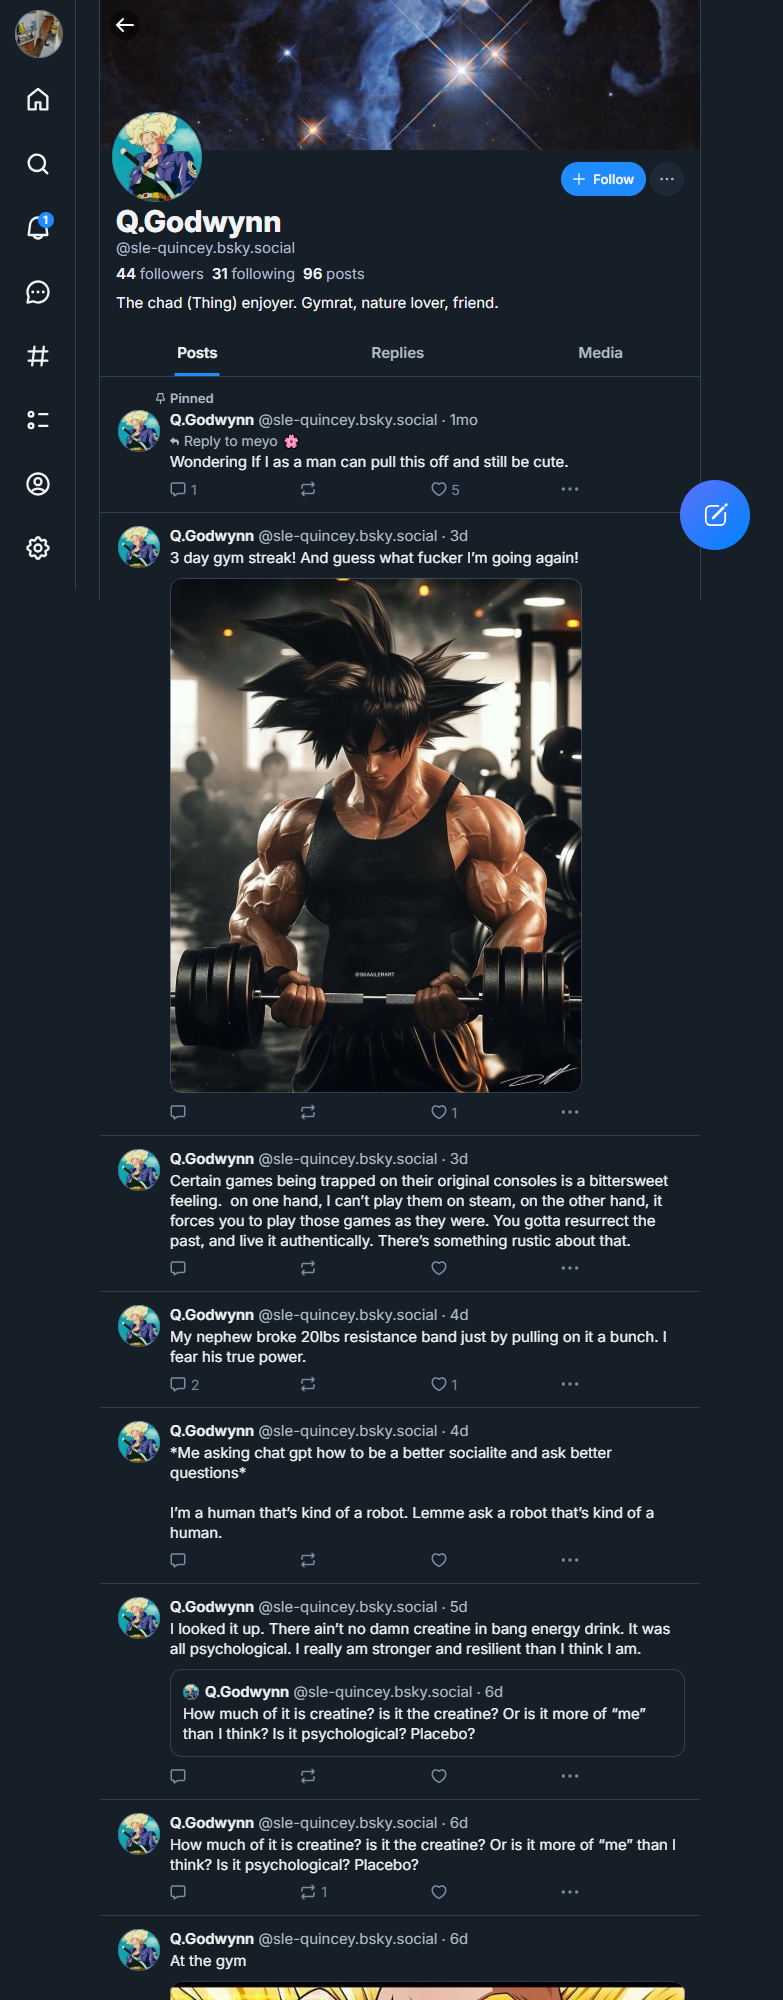 1
+ Follow
Q.Godwynn
@sle-quincey.bsky.social
44 followers 31 following 96 posts
The chad (Thing) enjoyer. Gymrat, nature lover, friend.
Posts Replies Media
Pinned
Q.Godwynn @sle-quincey.bsky.social · 1mo
Reply to meyo 🌸
Wondering If I as a man can pull this off and still be cute.
1 5
Q.Godwynn @sle-quincey.bsky.social · 3d
3 day gym streak! And guess what fucker I'm going again!
@SKAAILERART
1
Q.Godwynn @sle-quincey.bsky.social · 3d
Certain games being trapped on their original consoles is a bittersweet
feeling.  on one hand, I can't play them on steam, on the other hand, it
forces you to play those games as they were. You gotta resurrect the
past, and live it authentically. There's something rustic about that.
Q.Godwynn @sle-quincey.bsky.social · 4d
My nephew broke 20lbs resistance band just by pulling on it a bunch. I
fear his true power.
2 1
Q.Godwynn @sle-quincey.bsky.social · 4d
*Me asking chat gpt how to be a better socialite and ask better
questions*
I'm a human that's kind of a robot. Lemme ask a robot that's kind of a
human.
Q.Godwynn @sle-quincey.bsky.social · 5d
I looked it up. There ain't no damn creatine in bang energy drink. It was
all psychological. I really am stronger and resilient than I think I am.
Q.Godwynn @sle-quincey.bsky.social · 6d
How much of it is creatine? is it the creatine? Or is it more of "me"
than I think? Is it psychological? Placebo?
Q.Godwynn @sle-quincey.bsky.social · 6d
How much of it is creatine? is it the creatine? Or is it more of "me" than I
think? Is it psychological? Placebo?
1
Q.Godwynn @sle-quincey.bsky.social · 6d
At the gym